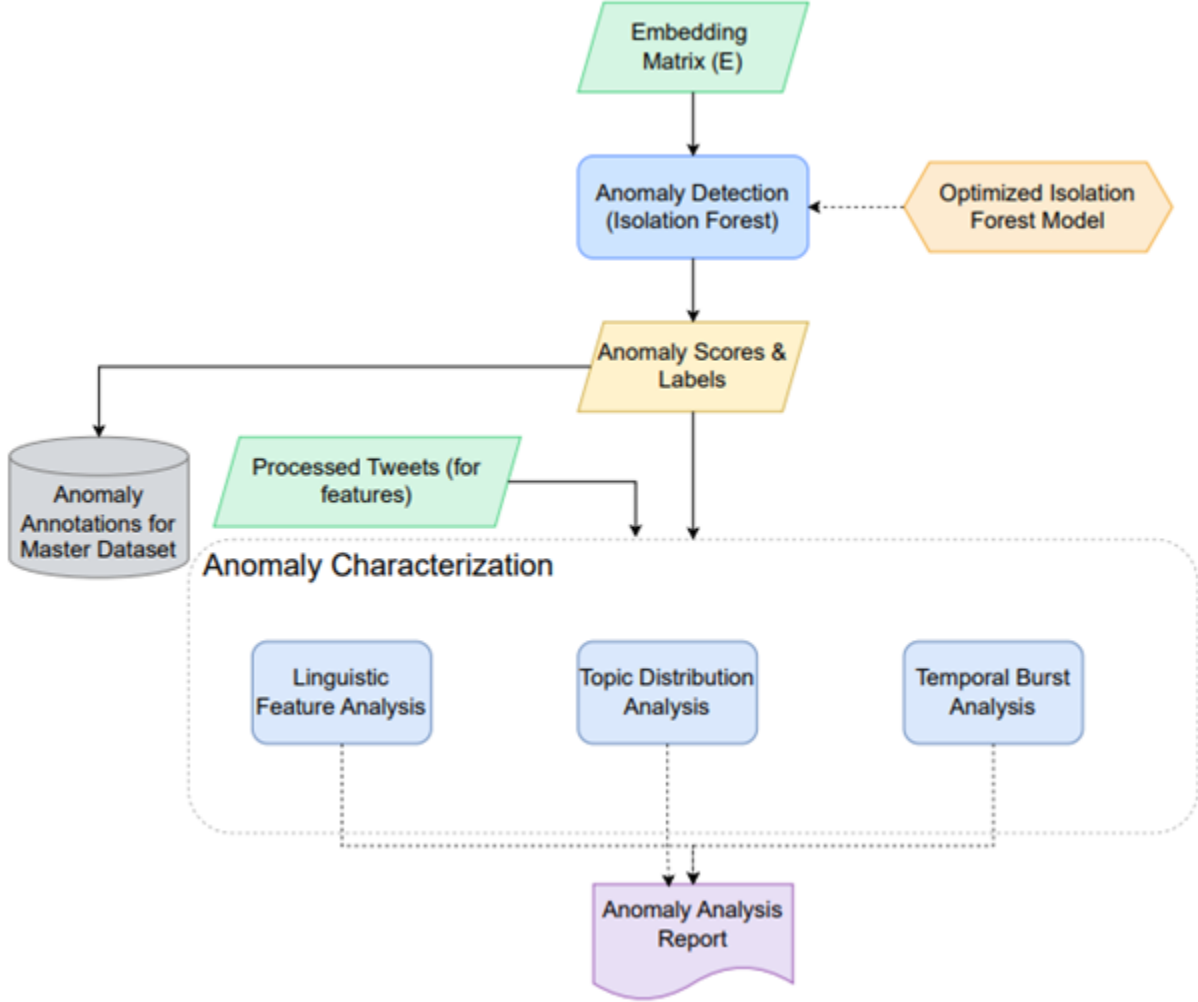 Embedding
Matrix (E)
Anomaly Detection
(Isolation Forest)
Optimized Isolation
Forest Model
Anomaly Scores &
Labels
Processed Tweets (for
features)
Anomaly
Annotations for
Master Dataset
Anomaly Characterization
Linguistic
Feature Analysis
Topic Distribution
Analysis
Temporal Burst
Analysis
Anomaly Analysis
Report